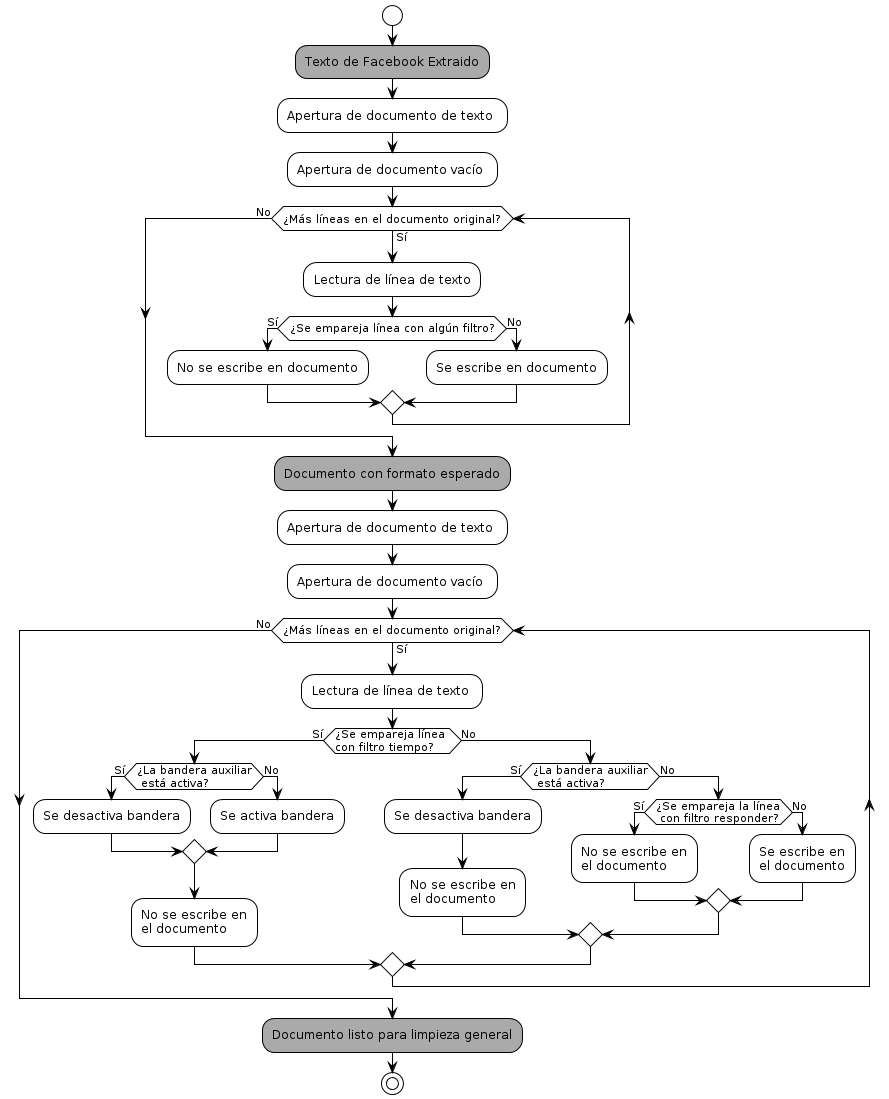 Texto de Facebook Extraido
Apertura de documento de texto
Apertura de documento vacío
No
¿Más líneas en el documento original?
Sí
Lectura de línea de texto
Sí
¿Se empareja línea con algún filtro?
No
No se escribe en documento
Se escribe en documento
Documento con formato esperado
Apertura de documento de texto
Apertura de documento vacío
No
¿Más líneas en el documento original?
Sí
Lectura de línea de texto
Sí
¿Se empareja línea
con filtro tiempo?
No
Sí
¿La bandera auxiliar
está activa?
No
Se desactiva bandera
Se activa bandera
No se escribe en
el documento
Sí
¿La bandera auxiliar
está activa?
No
Se desactiva bandera
No se escribe en
el documento
Sí
¿Se empareja la línea
con filtro responder?
No
No se escribe en
el documento
Se escribe en
el documento
Documento listo para limpieza general